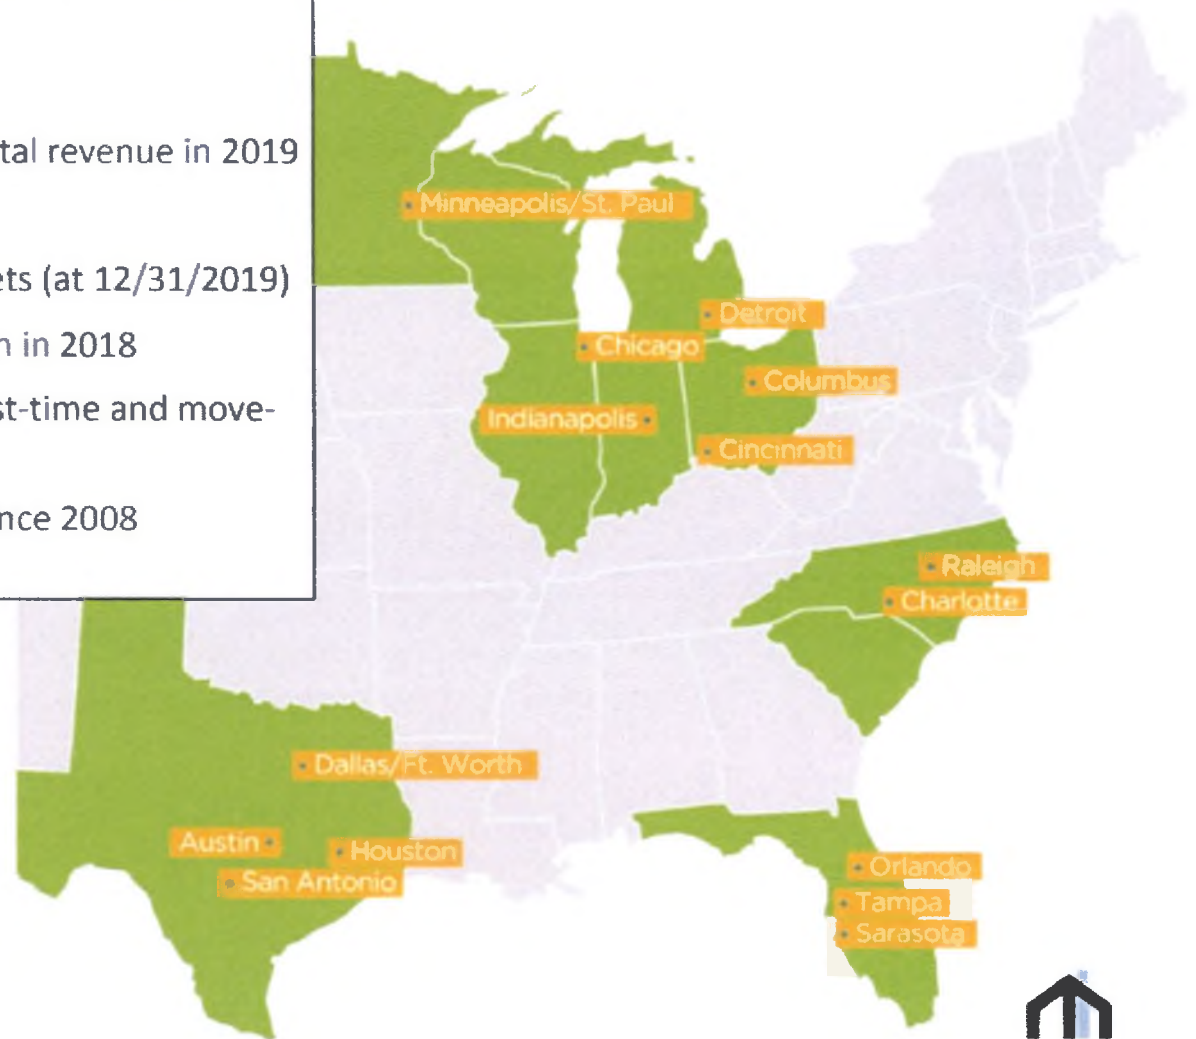 tal revenue in 2019
ets (at 12/31/2019)
n in 2018
st-time and move-
nce 2008
Minneapolis/St. Paul
Detroit
Chicago
Columbus
Indianapolis
Cincinnati
Raleigh
Charlotte
Dallas/Ft. Worth
Austin
Houston
San Antonio
Orlando
Tampa
Sarasota